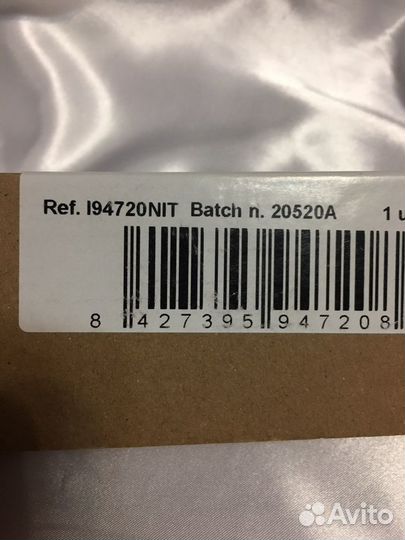 Ref. I94720NIT Batch n. 20520A 1 u
8 427395 947208
Avito